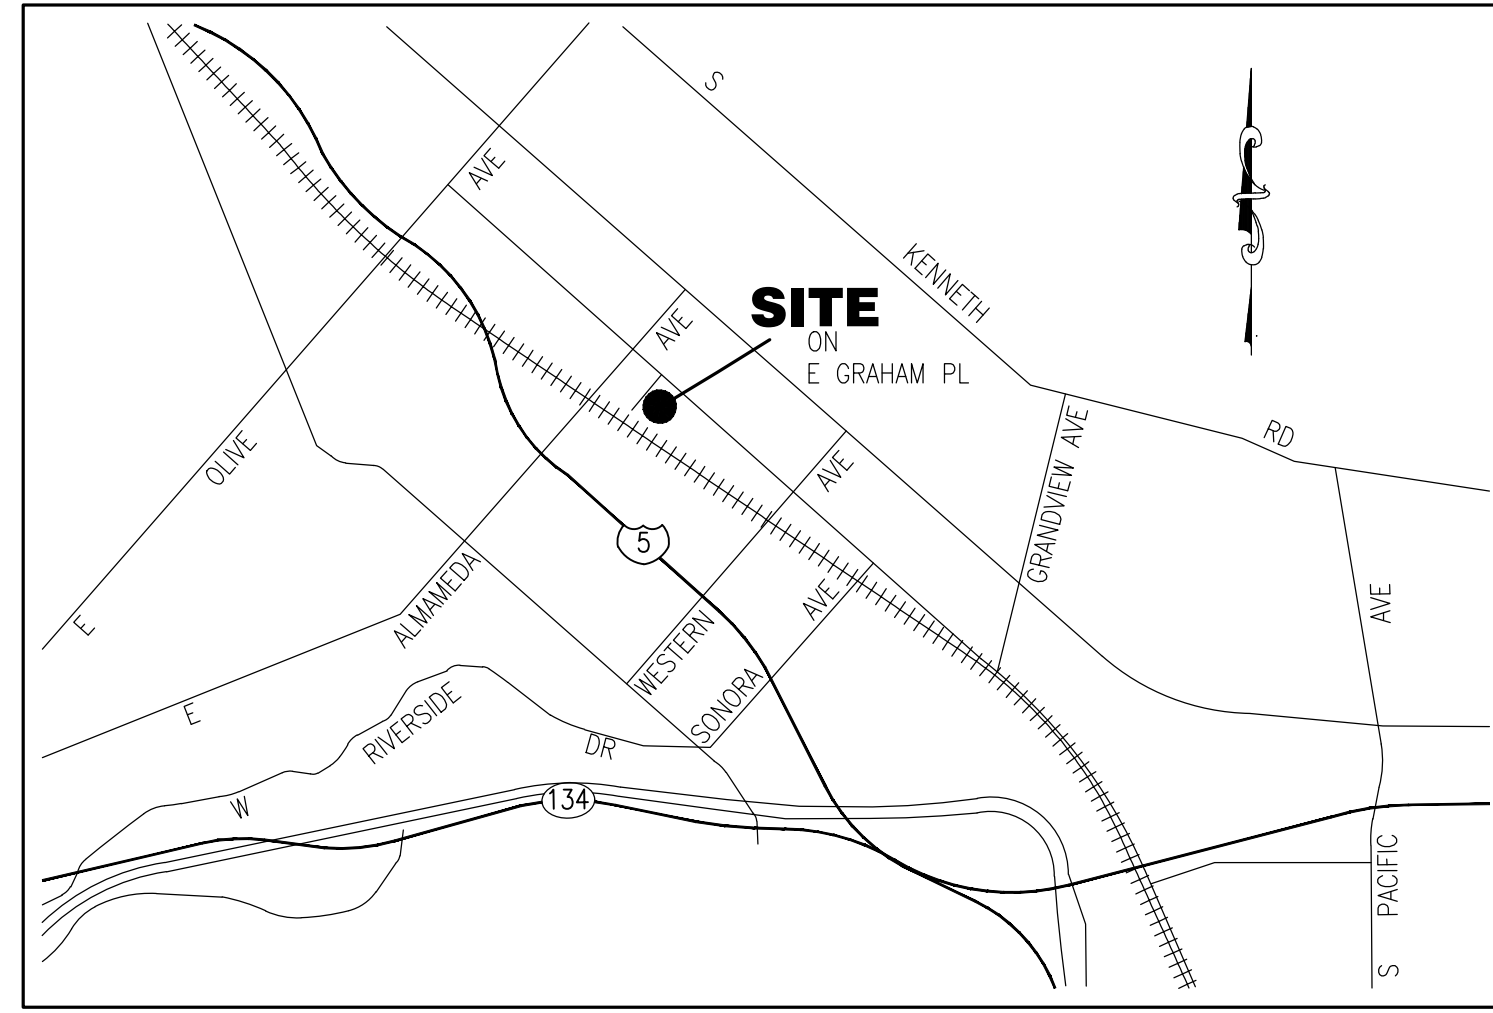 S
KENNETH
RD
AVE
SITE
ON
E GRAHAM PL
AVE
AVE
GRANDVIEW AVE
OLIVE
E
5
ALMAMEDA
E
WESTERN
AVE
SONORA
AVE
RIVERSIDE
DR
W
134
PACIFIC
S